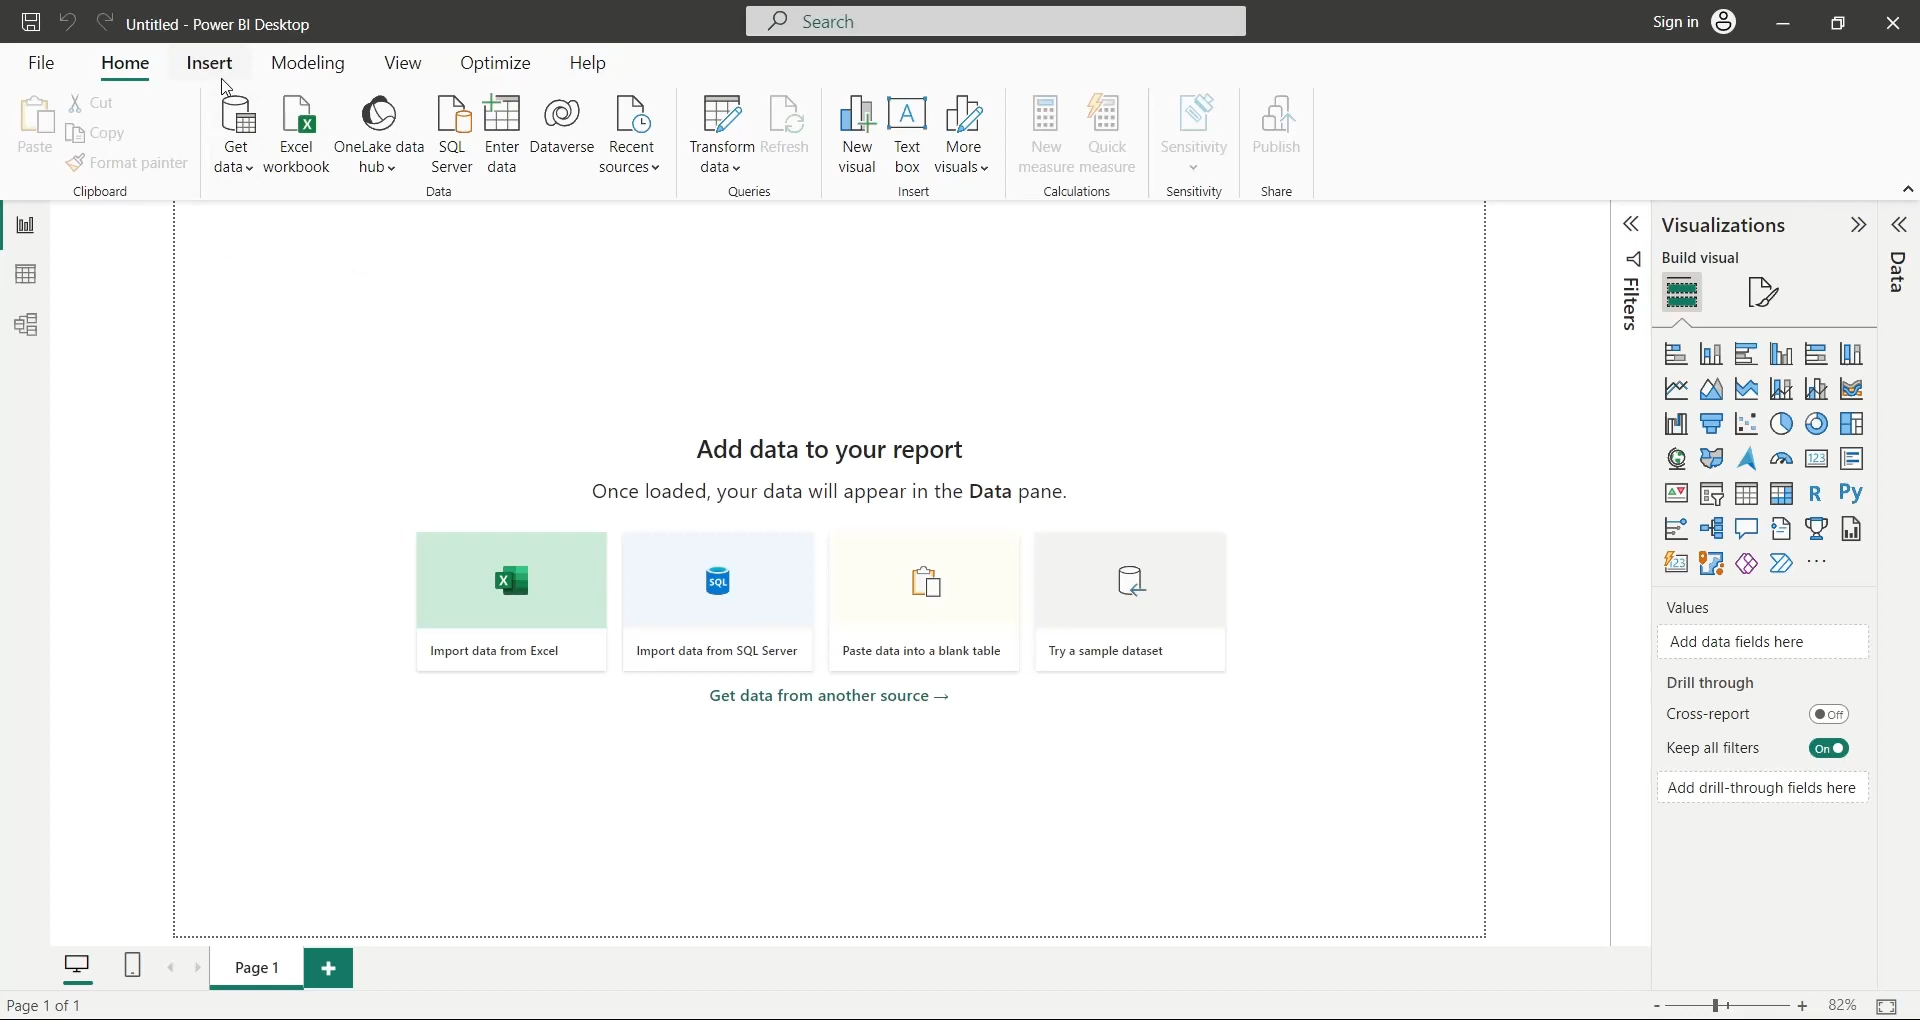 Untitled - Power BI Desktop
Search
Sign in
File Home Insert Modeling View Optimize Help
Paste
Cut
Copy
Format painter
Clipboard
Get data
Excel workbook
OneLake data hub
SQL Server
Enter data
Dataverse
Recent sources
Data
Transform data
Refresh
Queries
New visual
Text box
More visuals
Insert
New measure
Quick measure
Calculations
Sensitivity
Sensitivity
Publish
Share
Add data to your report
Once loaded, your data will appear in the Data pane.
X
SQL
Import data from Excel
Import data from SQL Server
Paste data into a blank table
Try a sample dataset
Get data from another source →
Filters
Visualizations
Build visual
123
R
Py
123
...
Values
Add data fields here
Drill through
Cross-report
Off
Keep all filters
On
Add drill-through fields here
Data
Page 1
+
Page 1 of 1
- + 82%